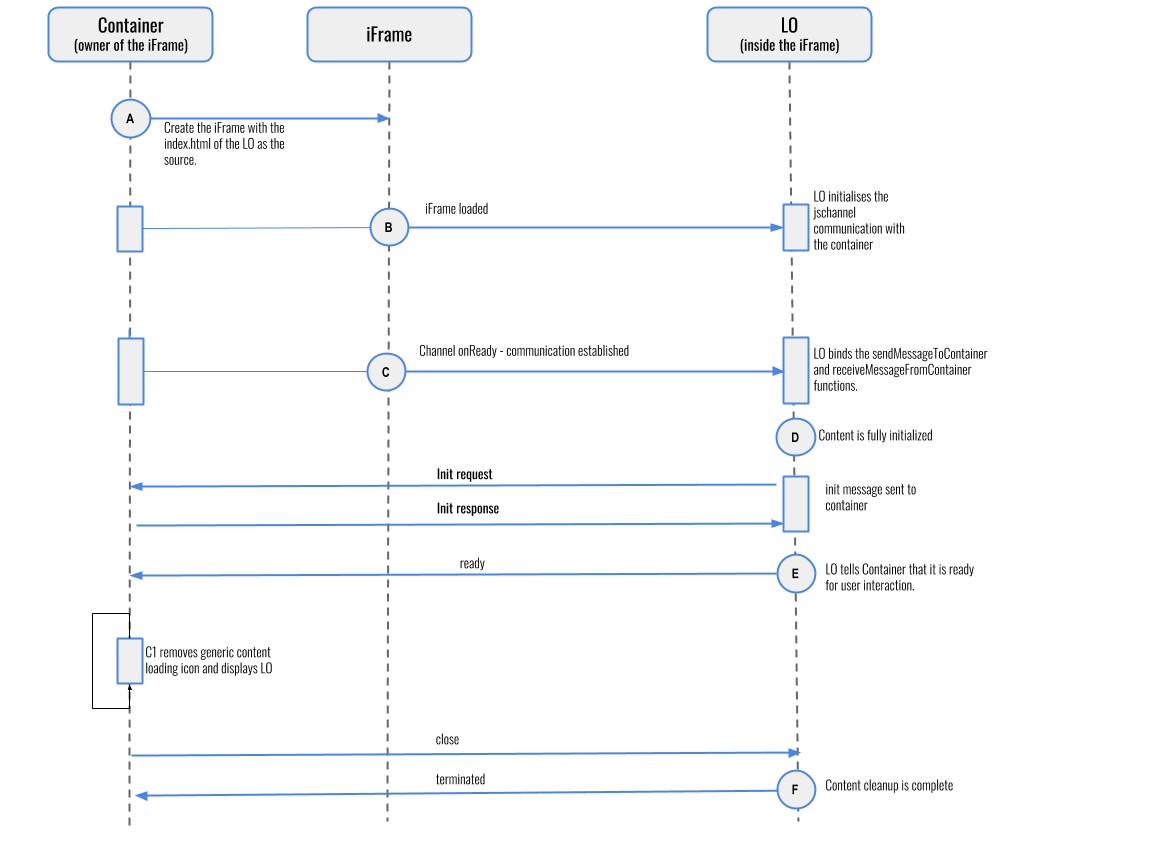 Container
(owner of the iFrame)
iFrame
LO
(inside the iFrame)
A
Create the iFrame with the
index.html of the LO as the
source.
B
iFrame loaded
LO initialises the
jschannel
communication with
the container
C
Channel onReady - communication established
LO binds the sendMessageToContainer
and receiveMessageFromContainer
functions.
D
Content is fully initialized
Init request
init message sent to
container
Init response
ready
E
LO tells Container that it is ready
for user interaction.
C1 removes generic content
loading icon and displays LO
close
terminated
F
Content cleanup is complete